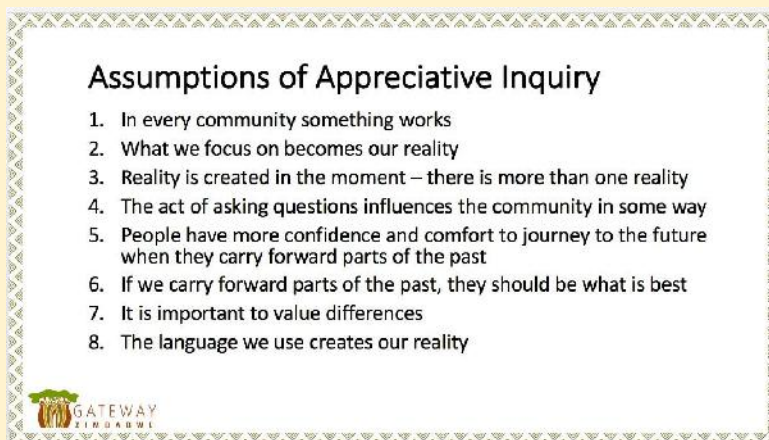 Assumptions of Appreciative Inquiry
1. In every community something works
2. What we focus on becomes our reality
3. Reality is created in the moment – there is more than one reality
4. The act of asking questions influences the community in some way
5. People have more confidence and comfort to journey to the future
when they carry forward parts of the past
6. If we carry forward parts of the past, they should be what is best
7. It is important to value differences
8. The language we use creates our reality
GATEWAY
ZIMBABWE